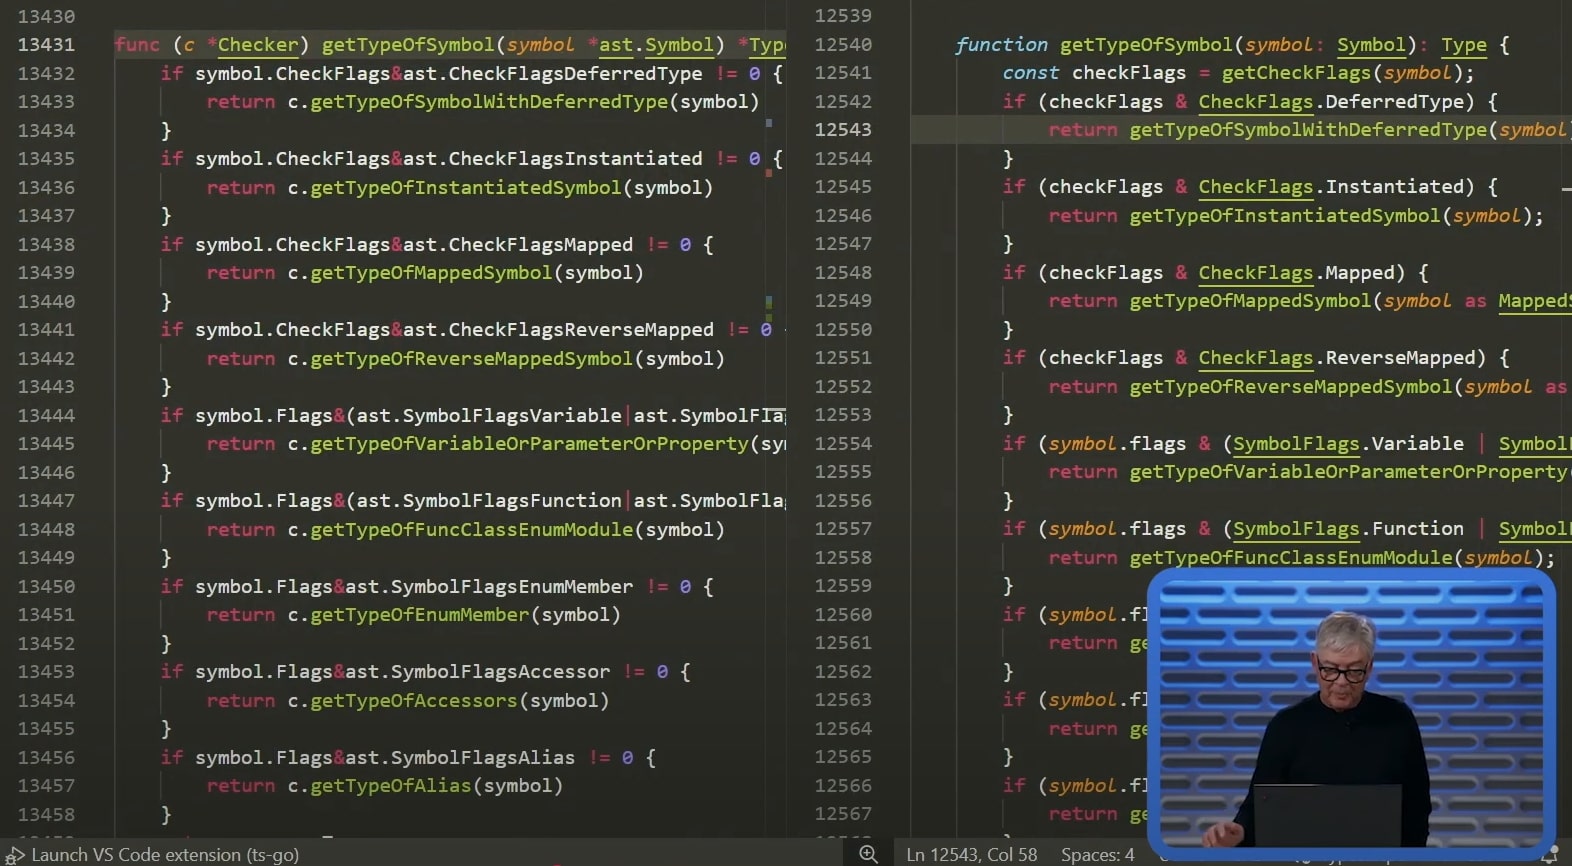 13430
13431 func (c *Checker) getTypeOfSymbol(symbol *ast.Symbol) *Type
13432 if symbol.CheckFlags&ast.CheckFlagsDeferredType != 0 {
13433 return c.getTypeOfSymbolWithDeferredType(symbol)
13434 }
13435 if symbol.CheckFlags&ast.CheckFlagsInstantiated != 0 {
13436 return c.getTypeOfInstantiatedSymbol(symbol)
13437 }
13438 if symbol.CheckFlags&ast.CheckFlagsMapped != 0 {
13439 return c.getTypeOfMappedSymbol(symbol)
13440 }
13441 if symbol.CheckFlags&ast.CheckFlagsReverseMapped != 0
13442 return c.getTypeOfReverseMappedSymbol(symbol)
13443 }
13444 if symbol.Flags&(ast.SymbolFlagsVariable|ast.SymbolFlag
13445 return c.getTypeOfVariableOrParameterOrProperty(sy
13446 }
13447 if symbol.Flags&(ast.SymbolFlagsFunction|ast.SymbolFlag
13448 return c.getTypeOfFuncClassEnumModule(symbol)
13449 }
13450 if symbol.Flags&ast.SymbolFlagsEnumMember != 0 {
13451 return c.getTypeOfEnumMember(symbol)
13452 }
13453 if symbol.Flags&ast.SymbolFlagsAccessor != 0 {
13454 return c.getTypeOfAccessors(symbol)
13455 }
13456 if symbol.Flags&ast.SymbolFlagsAlias != 0 {
13457 return c.getTypeOfAlias(symbol)
13458 }
12539
12540 function getTypeOfSymbol(symbol: Symbol): Type {
12541 const checkFlags = getCheckFlags(symbol);
12542 if (checkFlags & CheckFlags.DeferredType) {
12543 return getTypeOfSymbolWithDeferredType(symbol)
12544 }
12545 if (checkFlags & CheckFlags.Instantiated) {
12546 return getTypeOfInstantiatedSymbol(symbol);
12547 }
12548 if (checkFlags & CheckFlags.Mapped) {
12549 return getTypeOfMappedSymbol(symbol as MappedS
12550 }
12551 if (checkFlags & CheckFlags.ReverseMapped) {
12552 return getTypeOfReverseMappedSymbol(symbol as
12553 }
12554 if (symbol.flags & (SymbolFlags.Variable | Symbol
12555 return getTypeOfVariableOrParameterOrProperty(
12556 }
12557 if (symbol.flags & (SymbolFlags.Function | Symbol
12558 return getTypeOfFuncClassEnumModule(symbol);
12559 }
12560 if (symbol.fl
12561 return ge
12562 }
12563 if (symbol.fl
12564 return ge
12565 }
12566 if (symbol.fl
12567 return ge
Launch VS Code extension (ts-go)
Ln 12543, Col 58 Spaces: 4